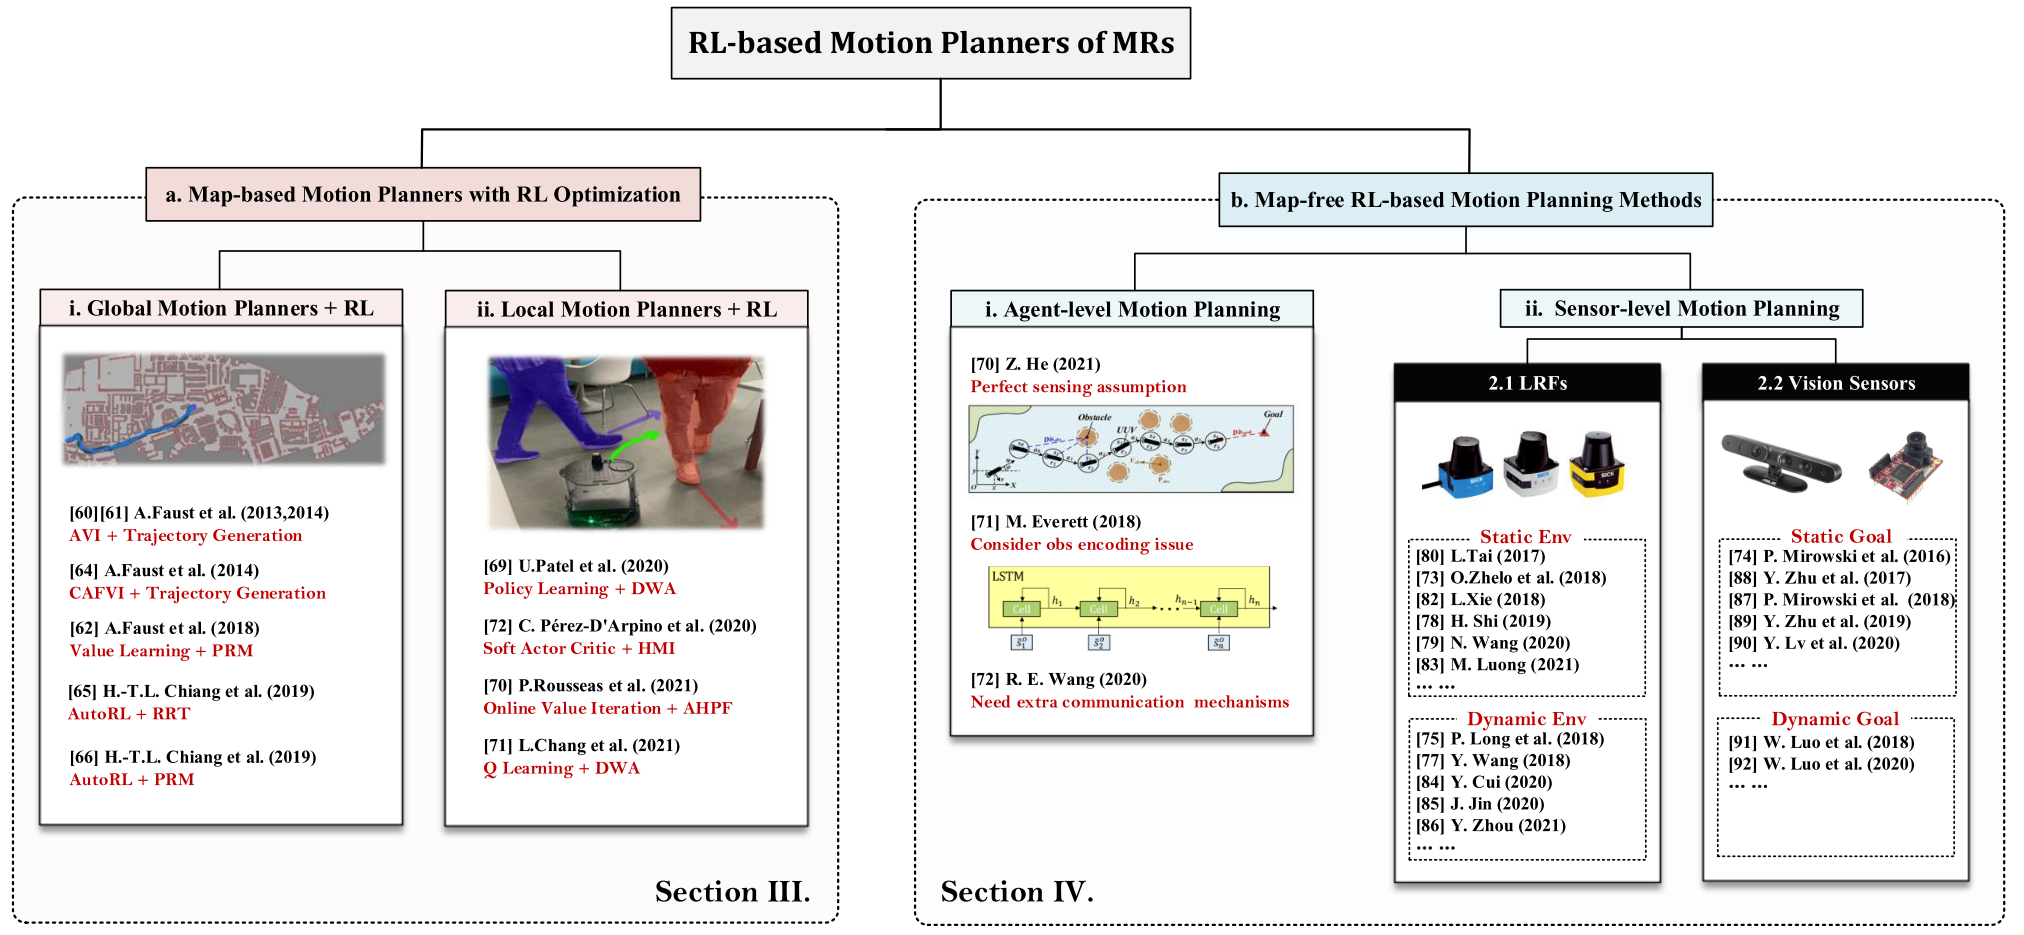 RL-based Motion Planners of MRs
a. Map-based Motion Planners with RL Optimization
i. Global Motion Planners + RL
[60][61] A.Faust et al. (2013,2014)
AVI + Trajectory Generation
[64] A.Faust et al. (2014)
CAFVI + Trajectory Generation
[62] A.Faust et al. (2018)
Value Learning + PRM
[65] H.-T.L. Chiang et al. (2019)
AutoRL + RRT
[66] H.-T.L. Chiang et al. (2019)
AutoRL + PRM
ii. Local Motion Planners + RL
[69] U.Patel et al. (2020)
Policy Learning + DWA
[72] C. Pérez-D'Arpino et al. (2020)
Soft Actor Critic + HMI
[70] P.Rousseas et al. (2021)
Online Value Iteration + AHPF
[71] L.Chang et al. (2021)
Q Learning + DWA
Section III.
b. Map-free RL-based Motion Planning Methods
i. Agent-level Motion Planning
[70] Z. He (2021)
Perfect sensing assumption
Obstacle
Goal
UUV
[71] M. Everett (2018)
Consider obs encoding issue
LSTM
h1 h2 hn−1 hn
Cell Cell Cell
[72] R. E. Wang (2020)
Need extra communication mechanisms
ii. Sensor-level Motion Planning
2.1 LRFs
SICK SICK SICK
Static Env
[80] L.Tai (2017)
[73] O.Zhelo et al. (2018)
[82] L.Xie (2018)
[78] H. Shi (2019)
[79] N. Wang (2020)
[83] M. Luong (2021)
... ...
Dynamic Env
[75] P. Long et al. (2018)
[77] Y. Wang (2018)
[84] Y. Cui (2020)
[85] J. Jin (2020)
[86] Y. Zhou (2021)
... ...
2.2 Vision Sensors
Static Goal
[74] P. Mirowski et al. (2016)
[88] Y. Zhu et al. (2017)
[87] P. Mirowski et al. (2018)
[89] Y. Zhu et al. (2019)
[90] Y. Lv et al. (2020)
... ...
Dynamic Goal
[91] W. Luo et al. (2018)
[92] W. Luo et al. (2020)
... ...
Section IV.